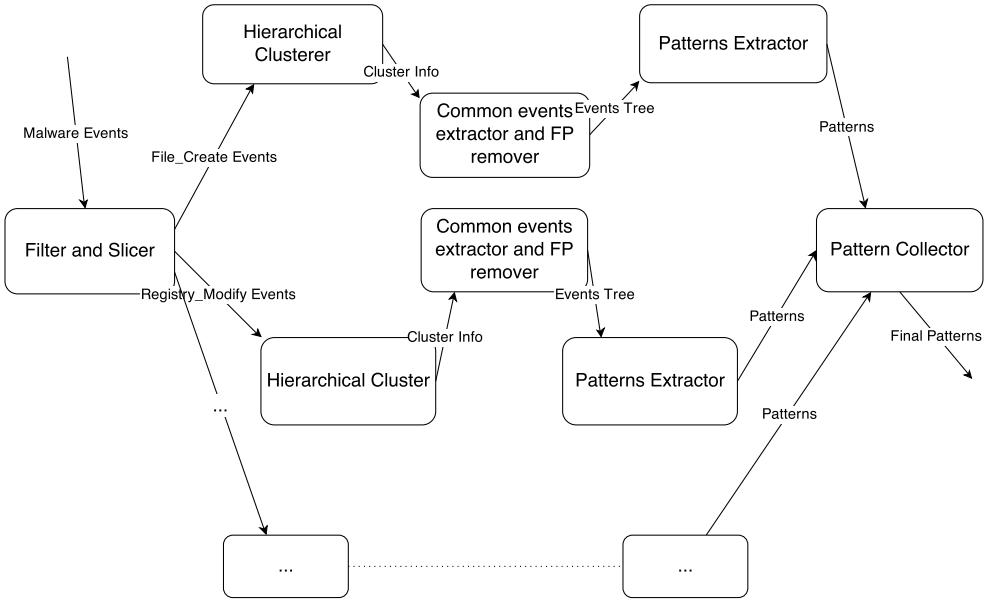 Hierarchical
Clusterer
Patterns Extractor
Cluster Info
Common events
extractor and FP
remover
Events Tree
Malware Events
File_Create Events
Patterns
Filter and Slicer
Common events
extractor and FP
remover
Pattern Collector
Registry_Modify Events
Events Tree
Cluster Info
Patterns
Final Patterns
Hierarchical Cluster
Patterns Extractor
...
Patterns
...
...